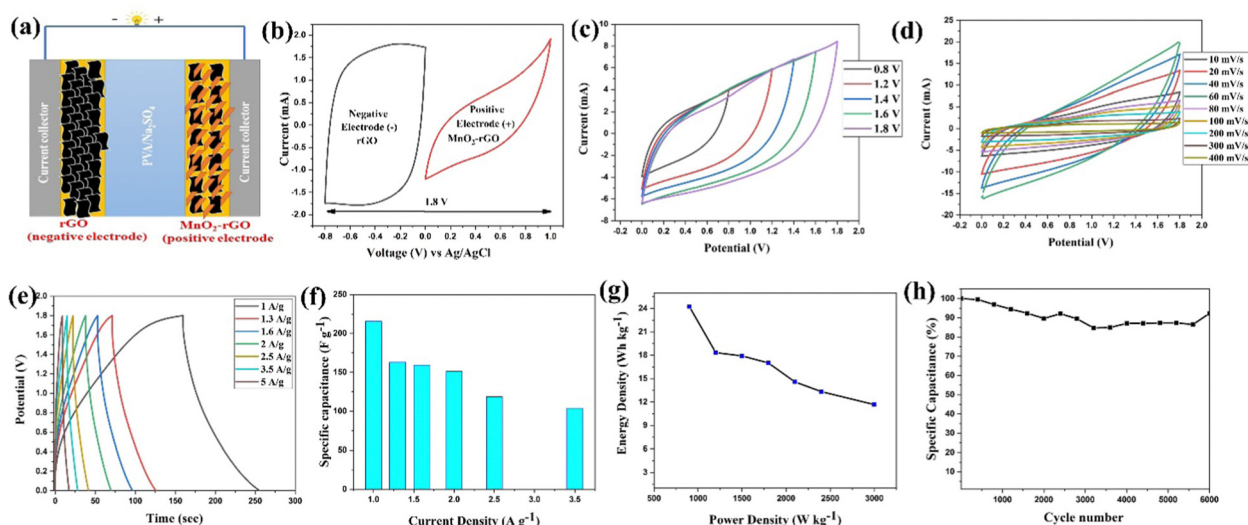 (a)
- +
Current collector
PVA/Na2SO4
Current collector
rGO
(negative electrode)
MnO2-rGO
(positive electrode
(b)
2.0
1.5
1.0
0.5
0.0
-0.5
-1.0
-1.5
-2.0
Current (mA)
Negative
Electrode (-)
rGO
Positive
Electrode (+)
MnO2-rGO
1.8 V
-0.8 -0.6 -0.4 -0.2 0.0 0.2 0.4 0.6 0.8 1.0
Voltage (V) vs Ag/AgCl
(c)
10
8
6
4
2
0
-2
-4
-6
-8
Current (mA)
0.8 V
1.2 V
1.4 V
1.6 V
1.8 V
0.0 0.2 0.4 0.6 0.8 1.0 1.2 1.4 1.6 1.8 2.0
Potential (V)
(d)
25
20
15
10
5
0
-5
-10
-15
-20
Current (mA)
10 mV/s
20 mV/s
40 mV/s
60 mV/s
80 mV/s
100 mV/s
200 mV/s
300 mV/s
400 mV/s
0.0 0.2 0.4 0.6 0.8 1.0 1.2 1.4 1.6 1.8 2.0
Potential (V)
(e)
2.0
1.8
1.6
1.4
1.2
1.0
0.8
0.6
0.4
0.2
0.0
Potential (V)
1 A/g
1.3 A/g
1.6 A/g
2 A/g
2.5 A/g
3.5 A/g
5 A/g
0 50 100 150 200 250 300
Time (sec)
(f)
250
225
200
175
150
125
100
75
50
25
0
Specific capacitance (F g-1)
1.0 1.5 2.0 2.5 3.0 3.5
Current Density (A g-1)
(g)
24
21
18
15
12
9
6
3
Energy Density (Wh kg-1)
500 1000 1500 2000 2500 3000
Power Density (W kg-1)
(h)
100
90
80
70
60
50
40
30
20
10
Specific Capacitance (%)
1000 2000 3000 4000 5000 6000
Cycle number